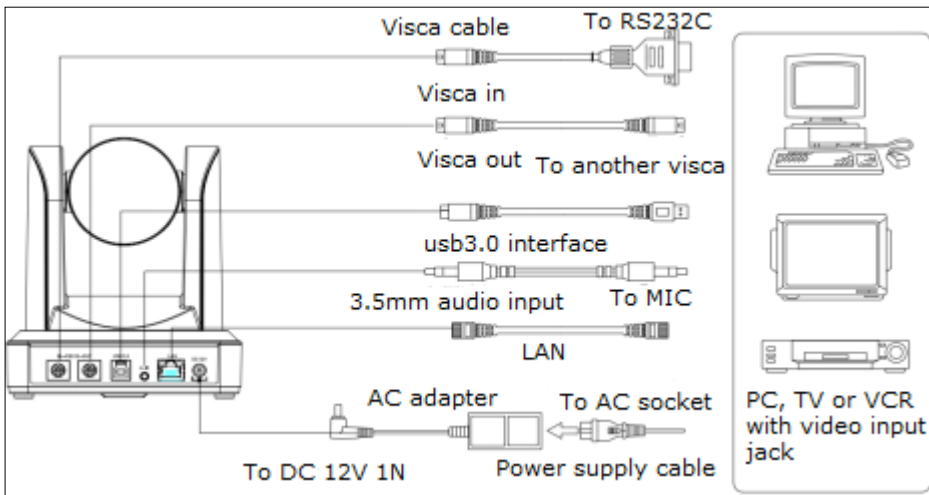 Visca cable
To RS232C
Visca in
Visca out
To another visca
usb3.0 interface
3.5mm audio input
To MIC
LAN
AC adapter
To AC socket
To DC 12V 1N
Power supply cable
PC, TV or VCR
with video input
jack